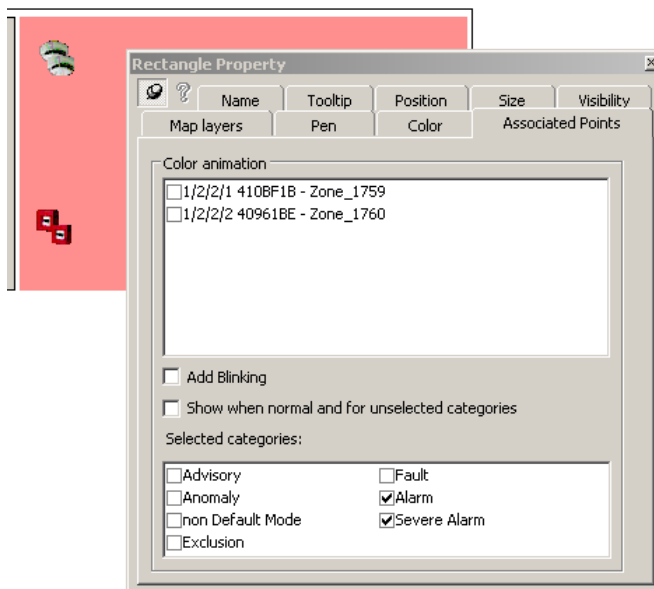 Rectangle Property
Name Tooltip Position Size Visibility
Map layers Pen Color Associated Points
Color animation
1/2/2/1 410BF1B - Zone_1759
1/2/2/2 40961BE - Zone_1760
Add Blinking
Show when normal and for unselected categories
Selected categories:
Advisory Fault
Anomaly Alarm
non Default Mode Severe Alarm
Exclusion